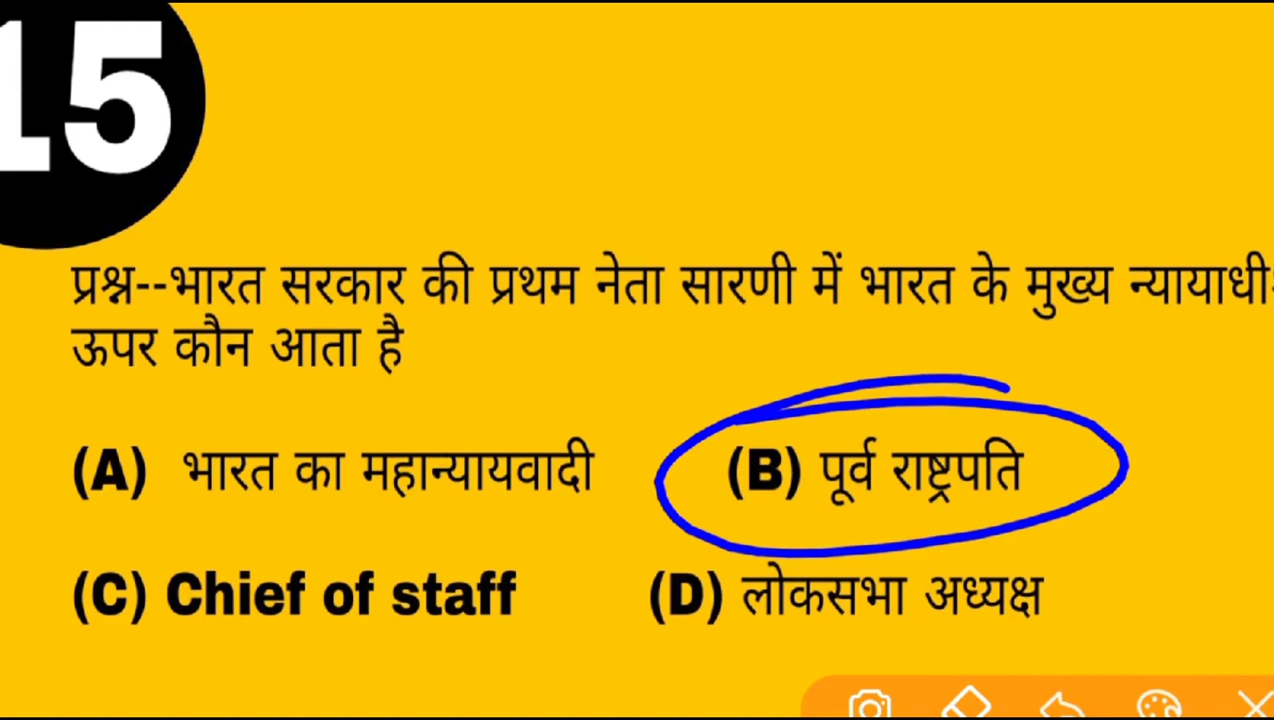 15
प्रश्न--भारत सरकार की प्रथम नेता सारणी में भारत के मुख्य
ऊपर कौन आता है
(A) भारत का महान्यायवादी (B) पूर्व राष्ट्रपति
(C) Chief of staff (D) लोकसभा अध्यक्ष